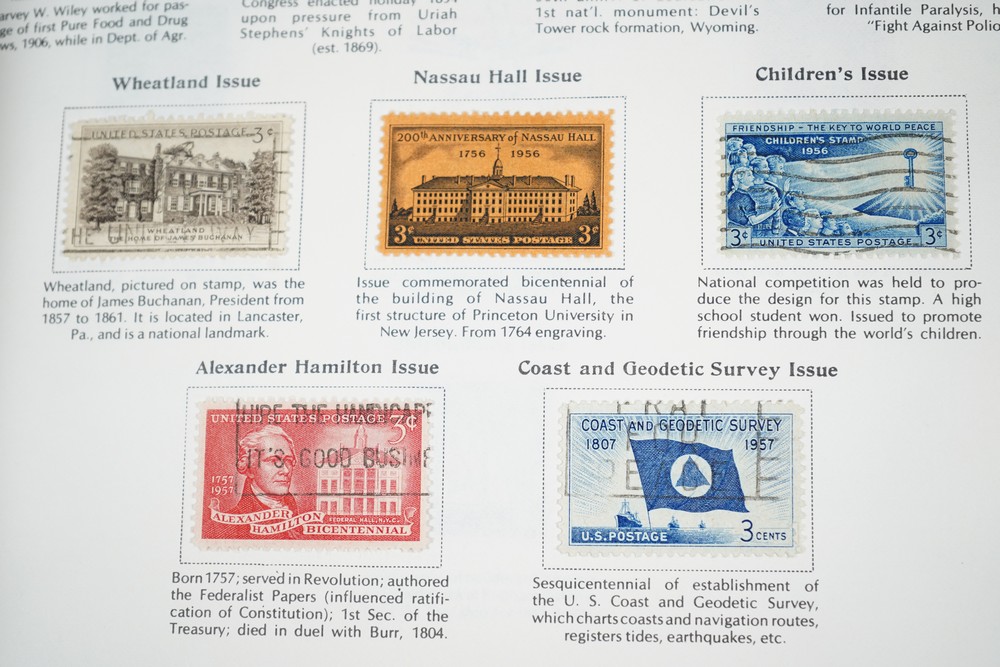 arvey W. Wiley worked for pas-
ge of first Pure Food and Drug
ws, 1906, while in Dept. of Agr.
Congress enacted holiday 1894
upon pressure from Uriah
Stephens' Knights of Labor
(est. 1869).
1st nat'l. monument: Devil's
Tower rock formation, Wyoming.
for Infantile Paralysis, h
"Fight Against Polio
Wheatland Issue
UNITED STATES POSTAGE 3¢
WHEATLAND
THE HOME OF JAMES BUCHANAN
HE UNI
Wheatland, pictured on stamp, was the
home of James Buchanan, President from
1857 to 1861. It is located in Lancaster,
Pa., and is a national landmark.
Nassau Hall Issue
200th ANNIVERSARY of NASSAU HALL
1756 1956
3¢ UNITED STATES POSTAGE 3¢
Issue commemorated bicentennial of
the building of Nassau Hall, the
first structure of Princeton University in
New Jersey. From 1764 engraving.
Children's Issue
FRIENDSHIP - THE KEY TO WORLD PEACE
CHILDREN'S STAMP
1956
3¢ UNITED STATES POSTAGE 3¢
National competition was held to pro-
duce the design for this stamp. A high
school student won. Issued to promote
friendship through the world's children.
Alexander Hamilton Issue
HIRE THE HANDICAPP
IT'S GOOD BUSINE
UNITED STATES POSTAGE 3¢
1757
1957
ALEXANDER
HAMILTON
FEDERAL HALL, N.Y.C.
BICENTENNIAL
Born 1757; served in Revolution; authored
the Federalist Papers (influenced ratifi-
cation of Constitution); 1st Sec. of the
Treasury; died in duel with Burr, 1804.
Coast and Geodetic Survey Issue
PRAY
PEACE
COAST AND GEODETIC SURVEY
1807 1957
U.S. POSTAGE 3 CENTS
Sesquicentennial of establishment of
the U. S. Coast and Geodetic Survey,
which charts coasts and navigation routes,
registers tides, earthquakes, etc.